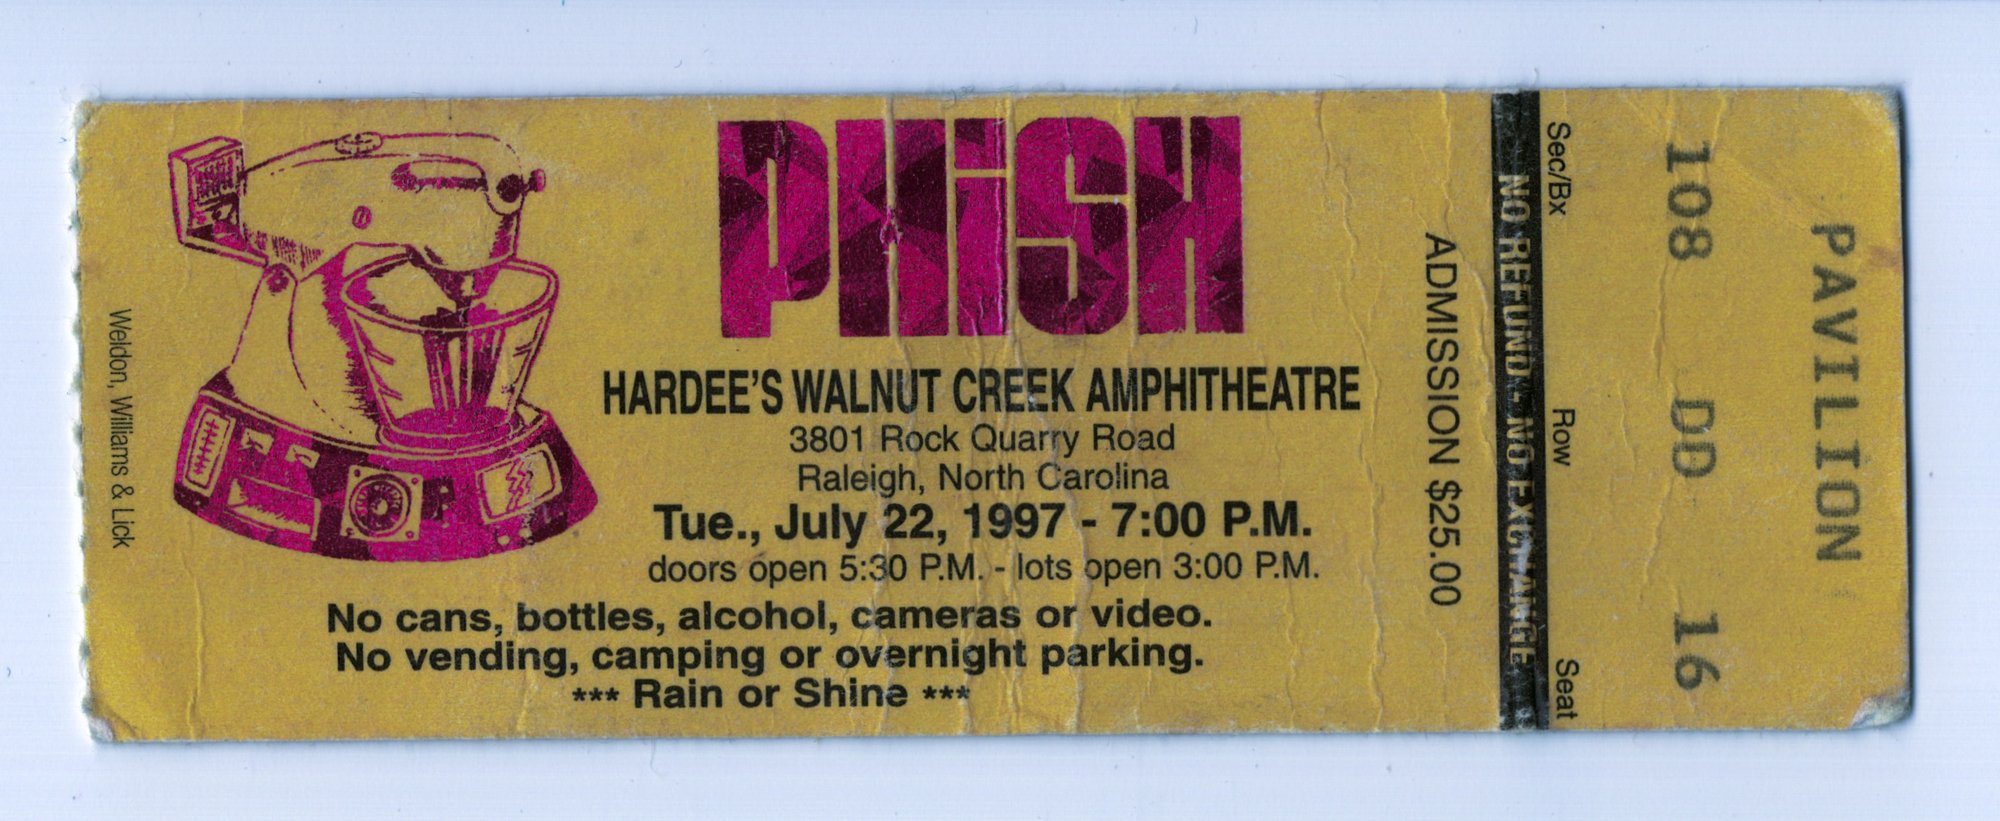 PHiSH
HARDEE'S WALNUT CREEK AMPHITHEATRE
3801 Rock Quarry Road
Raleigh, North Carolina
Tue., July 22, 1997 - 7:00 P.M.
doors open 5:30 P.M. - lots open 3:00 P.M.
No cans, bottles, alcohol, cameras or video.
No vending, camping or overnight parking.
*** Rain or Shine ***
Weldon, Williams & Lick
ADMISSION $25.00
NO REFUND - NO EXCHANGE
Sec/Bx Row Seat
108 DD 16
PAVILION